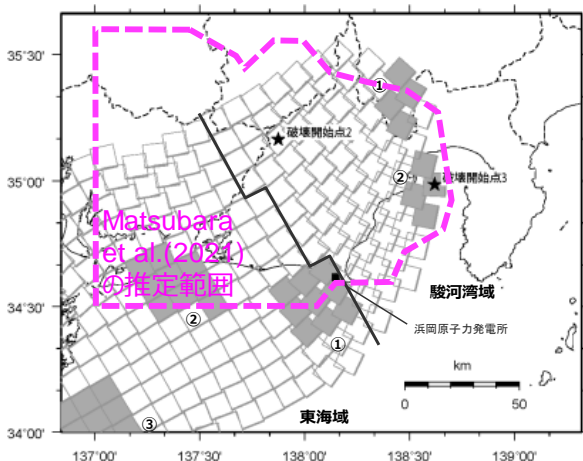 35°30'
35°00'
34°30'
34°00'
137°00'
137°30'
138°00'
138°30'
139°00'
①
破壊開始点2
②
破壊開始点3
Matsubara
et al.(2021)
の推定範囲
駿河湾域
②
①
浜岡原子力発電所
km
0
50
東海域
③